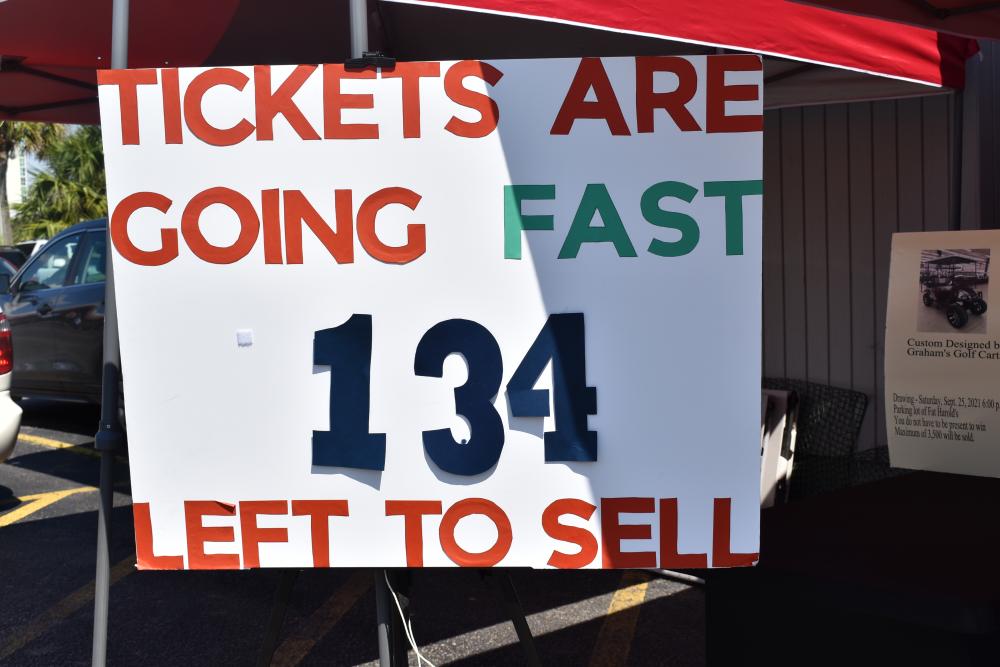 TICKETS ARE
GOING FAST
134
LEFT TO SELL
Custom Designed b
Graham's Golf Cart
Drawing - Saturday, Sept. 25, 2021 6:00 p
Parking lot of Fat Harold's
You do not have to be present to win
Maximum of 3,500 will be sold.